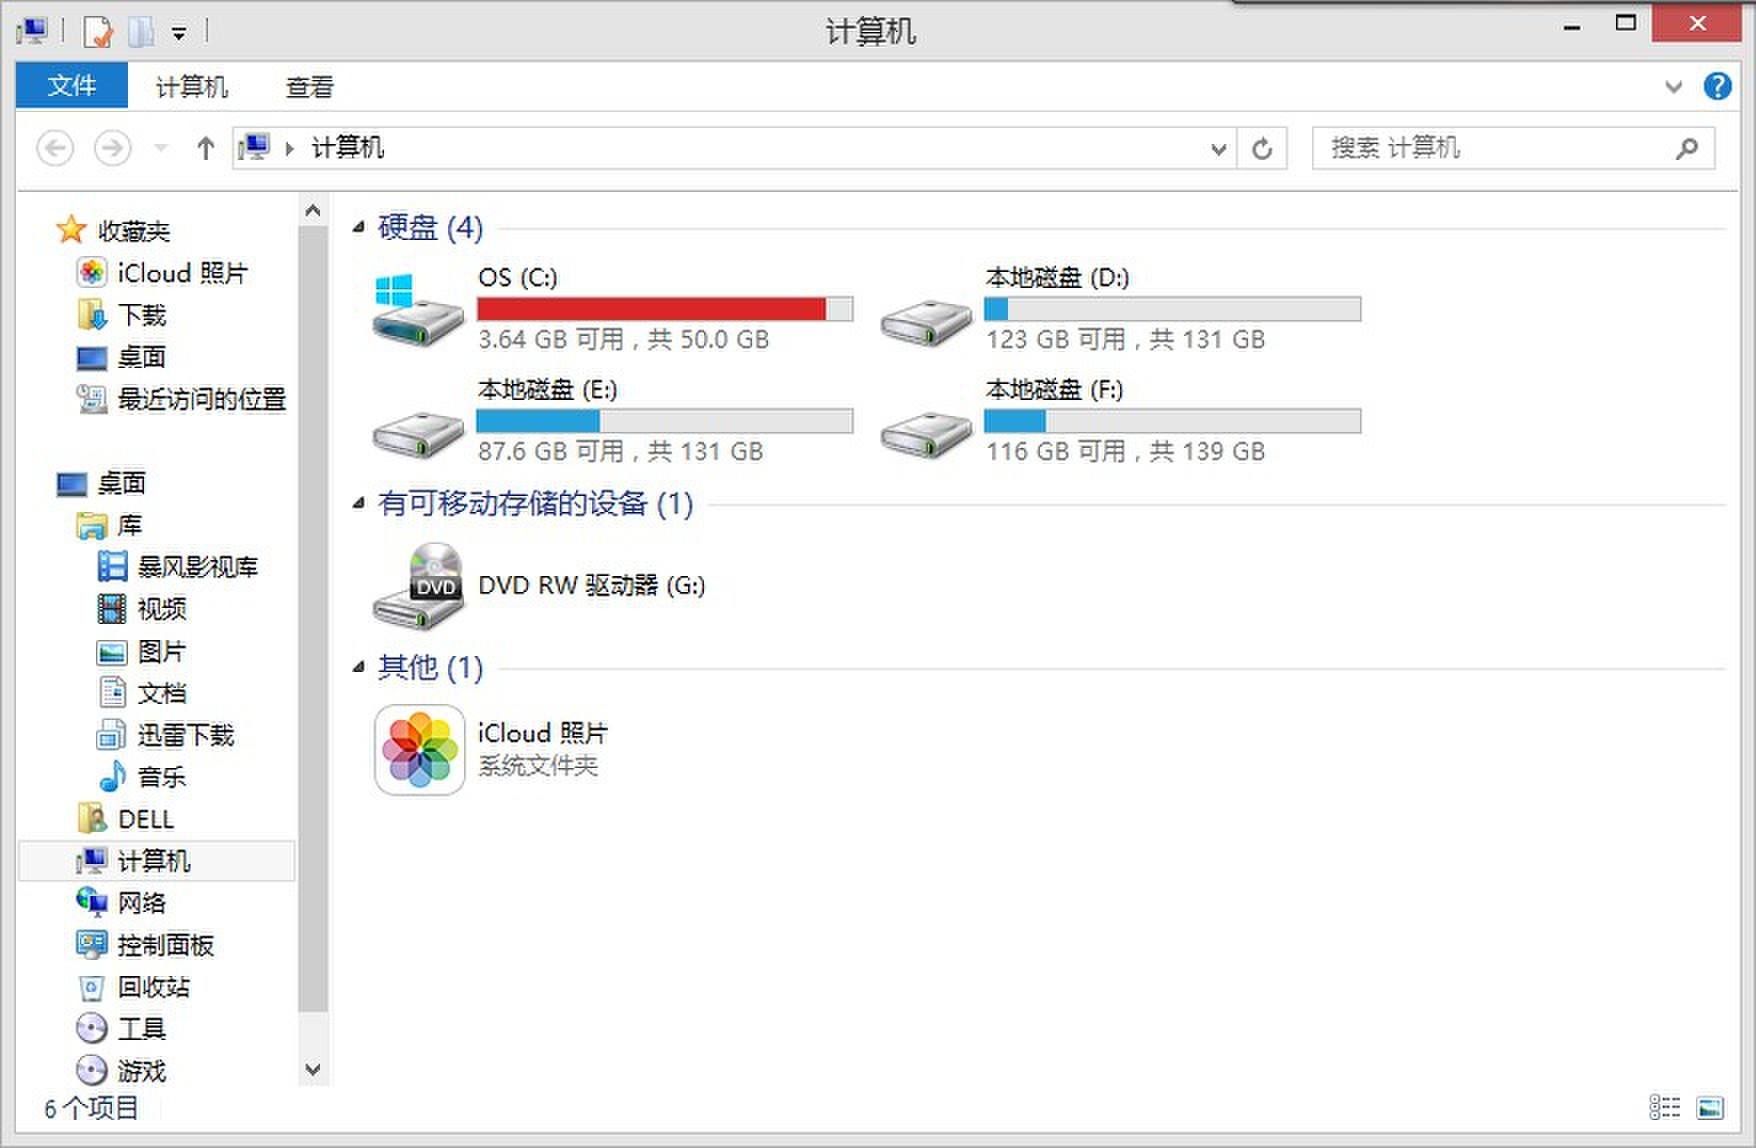 计算机
文件 计算机 查看
计算机
搜索 计算机
收藏夹
iCloud 照片
下载
桌面
最近访问的位置
桌面
库
暴风影视库
视频
图片
文档
迅雷下载
音乐
DELL
计算机
网络
控制面板
回收站
工具
游戏
硬盘 (4)
OS (C:)
3.64 GB 可用，共 50.0 GB
本地磁盘 (D:)
123 GB 可用，共 131 GB
本地磁盘 (E:)
87.6 GB 可用，共 131 GB
本地磁盘 (F:)
116 GB 可用，共 139 GB
有可移动存储的设备 (1)
DVD
DVD RW 驱动器 (G:)
其他 (1)
iCloud 照片
系统文件夹
6 个项目